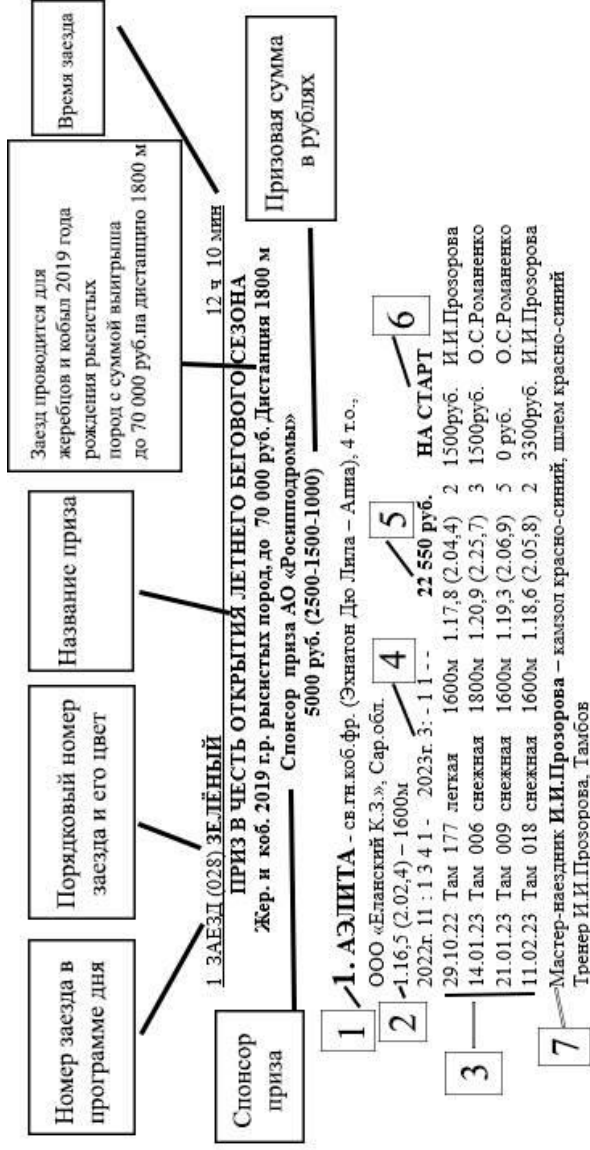 Номер заезда в
программе дня
Порядковый номер
заезда и его цвет
Название приза
Заезд проводится для
жеребцов и кобыл 2019 года
рождения рысистых
пород с суммой выигрыша
до 70 000 руб.на дистанцию 1800 м
Время заезда
Спонсор
приза
1 ЗАЕЗД (028) ЗЕЛЁНЫЙ
12 ч 10 мин
ПРИЗ В ЧЕСТЬ ОТКРЫТИЯ ЛЕТНЕГО БЕГОВОГО СЕЗОНА
Жер. и коб. 2019 г.р. рысистых пород, до 70 000 руб. Дистанция 1800 м
Спонсор приза АО «Росипподромы»
5000 руб. (2500-1500-1000)
Призовая сумма
в рублях
1
1. АЭЛИТА - св.гн.коб.фр. (Эхнатон Дю Лила – Апиа), 4 т.о.,
ООО «Еланский К.З.», Сар.обл.
2
1.16,5 (2.02,4) – 1600м
4
5
22 550 руб.
НА СТАРТ
6
2022г. 11 : 1 3 4 1 - 2023г. 3: - 1 1 - -
3
29.10.22 Там 177 легкая 1600м 1.17,8 (2.04,4) 2 1500руб. И.И.Прозорова
14.01.23 Там 006 снежная 1800м 1.20,9 (2.25,7) 3 1500руб. О.С.Романенко
21.01.23 Там 009 снежная 1600м 1.19,3 (2.06,9) 5 0 руб. О.С.Романенко
11.02.23 Там 018 снежная 1600м 1.18,6 (2.05,8) 2 3300руб. И.И.Прозорова
7
Мастер-наездник И.И.Прозорова – камзол красно-синий, шлем красно-синий
Тренер И.И.Прозорова, Тамбов